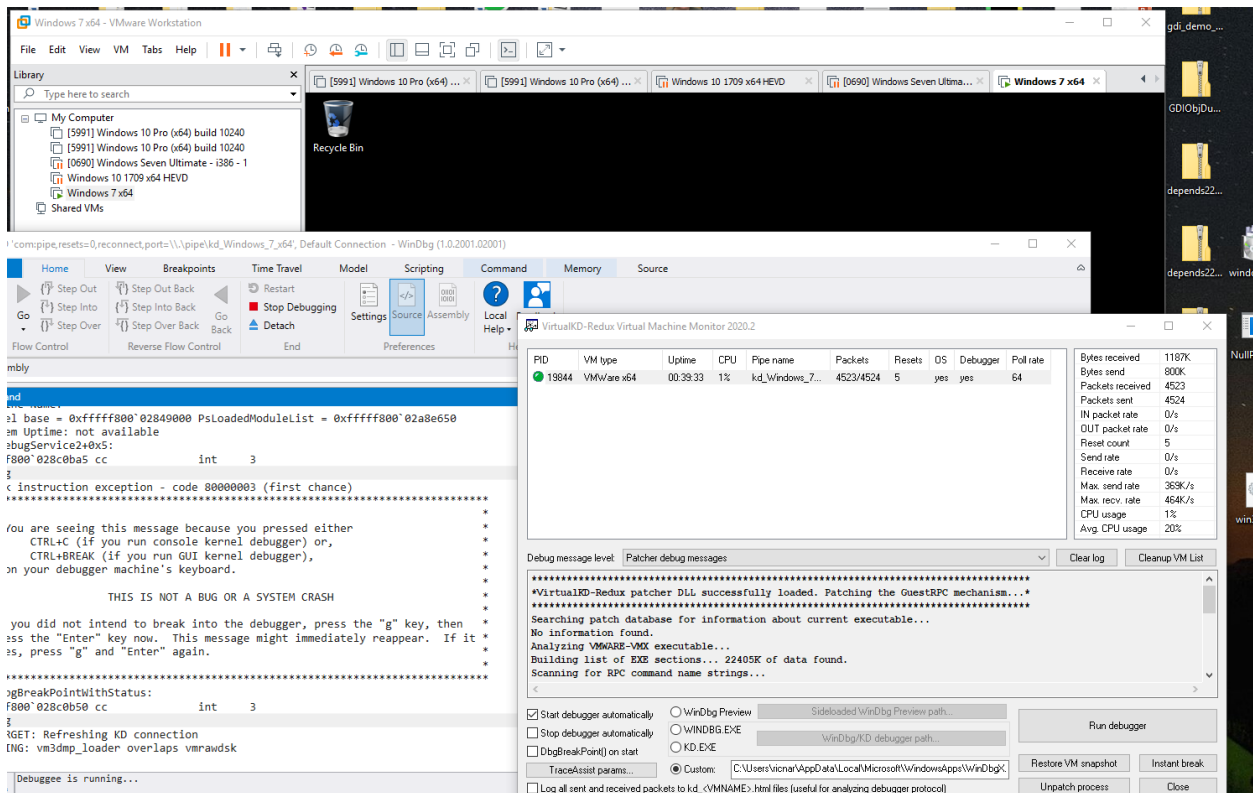 Windows 7 x64 - VMware Workstation
File Edit View VM Tabs Help
Library
Type here to search
My Computer
[5991] Windows 10 Pro (x64) build 10240
[5991] Windows 10 Pro (x64) build 10240
[0690] Windows Seven Ultimate - i386 - 1
Windows 10 1709 x64 HEVD
Windows 7 x64
Shared VMs
[5991] Windows 10 Pro (x64) ...
[5991] Windows 10 Pro (x64) ...
Windows 10 1709 x64 HEVD
[0690] Windows Seven Ultima...
Windows 7 x64
Recycle Bin
gdi_demo_...
GDIObjDu...
depends22...
depends22...
'com:pipe,resets=0,reconnect,port=\\.\pipe\kd_Windows_7_x64', Default Connection - WinDbg (1.0.2001.02001)
Home View Breakpoints Time Travel Model Scripting Command Memory Source
Go
Step Out
Step Into
Step Over
Step Out Back
Step Into Back
Step Over Back
Go Back
Restart
Stop Debugging
Detach
Settings Source Assembly
Local Help
Flow Control Reverse Flow Control End Preferences
mbly
nd
el base = 0xfffff800`02849000 PsLoadedModuleList = 0xfffff800`02a8e650
em Uptime: not available
ebugService2+0x5:
f800`028c0ba5 cc int 3
g
k instruction exception - code 80000003 (first chance)
*******************************************************************************
* 
You are seeing this message because you pressed either *
CTRL+C (if you run console kernel debugger) or, *
CTRL+BREAK (if you run GUI kernel debugger), *
on your debugger machine's keyboard. *
*
THIS IS NOT A BUG OR A SYSTEM CRASH *
*
you did not intend to break into the debugger, press the "g" key, then *
ess the "Enter" key now. This message might immediately reappear. If it *
es, press "g" and "Enter" again. *
*
*******************************************************************************
bgBreakPointWithStatus:
f800`028c0b50 cc int 3
g
RGET: Refreshing KD connection
ING: vm3dmp_loader overlaps vmrawdsk
Debuggee is running...
VirtualKD-Redux Virtual Machine Monitor 2020.2
PID VM type Uptime CPU Pipe name Packets Resets OS Debugger Poll rate
19844 VMWare x64 00:39:33 1% kd_Windows_7... 4523/4524 5 yes yes 64
Bytes received 1187K
Bytes send 800K
Packets received 4523
Packets sent 4524
IN packet rate 0/s
OUT packet rate 0/s
Reset count 5
Send rate 0/s
Receive rate 0/s
Max. send rate 369K/s
Max. recv. rate 464K/s
CPU usage 1%
Avg. CPU usage 20%
Debug message level: Patcher debug messages
Clear log
Cleanup VM List
*******************************************************************************
*VirtualKD-Redux patcher DLL successfully loaded. Patching the GuestRPC mechanism...*
*******************************************************************************
Searching patch database for information about current executable...
No information found.
Analyzing VMWARE-VMX executable...
Building list of EXE sections... 22405K of data found.
Scanning for RPC command name strings...
Start debugger automatically
Stop debugger automatically
DbgBreakPoint() on start
TraceAssist params...
WinDbg Preview
WINDBG.EXE
KD.EXE
Custom:
Sideloaded WinDbg Preview path...
WinDbg/KD debugger path...
C:\Users\vicnar\AppData\Local\Microsoft\WindowsApps\WinDbgX.
Run debugger
Restore VM snapshot
Instant break
Unpatch process
Close
Log all sent and received packets to kd_<VMNAME>.html files (useful for analyzing debugger protocol)